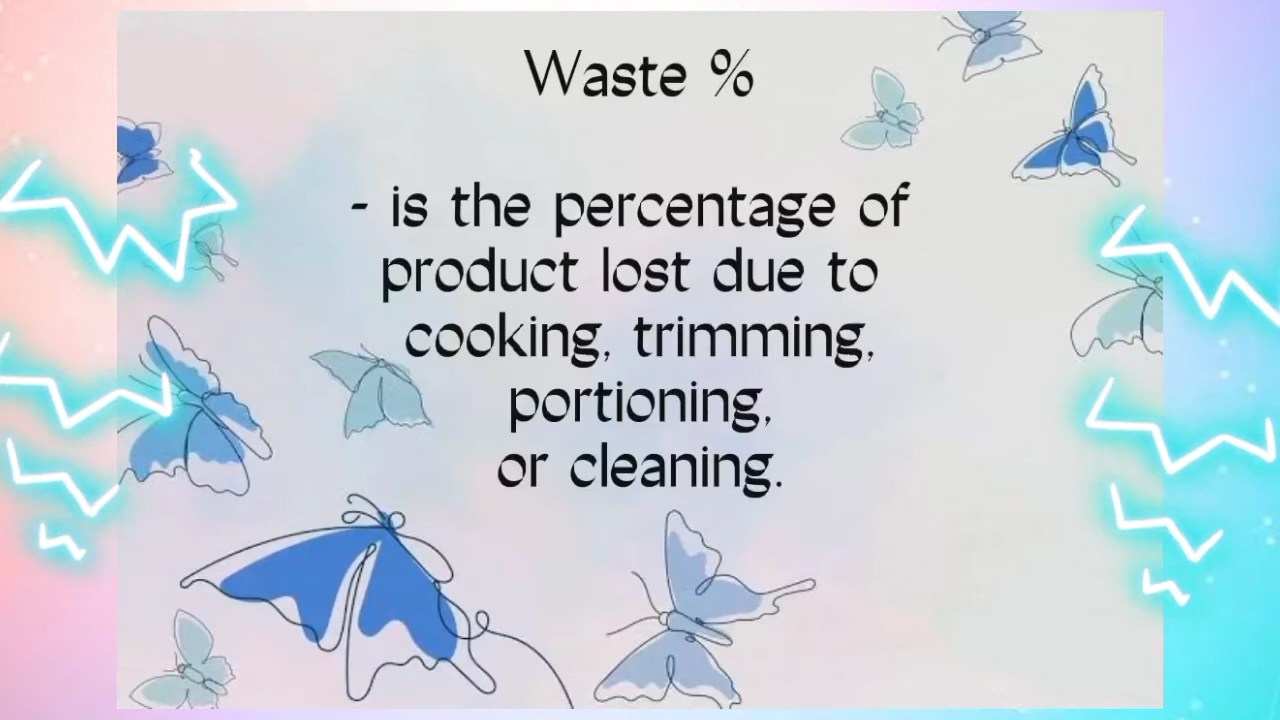 Waste %
- is the percentage of
product lost due to
cooking, trimming,
portioning,
or cleaning.